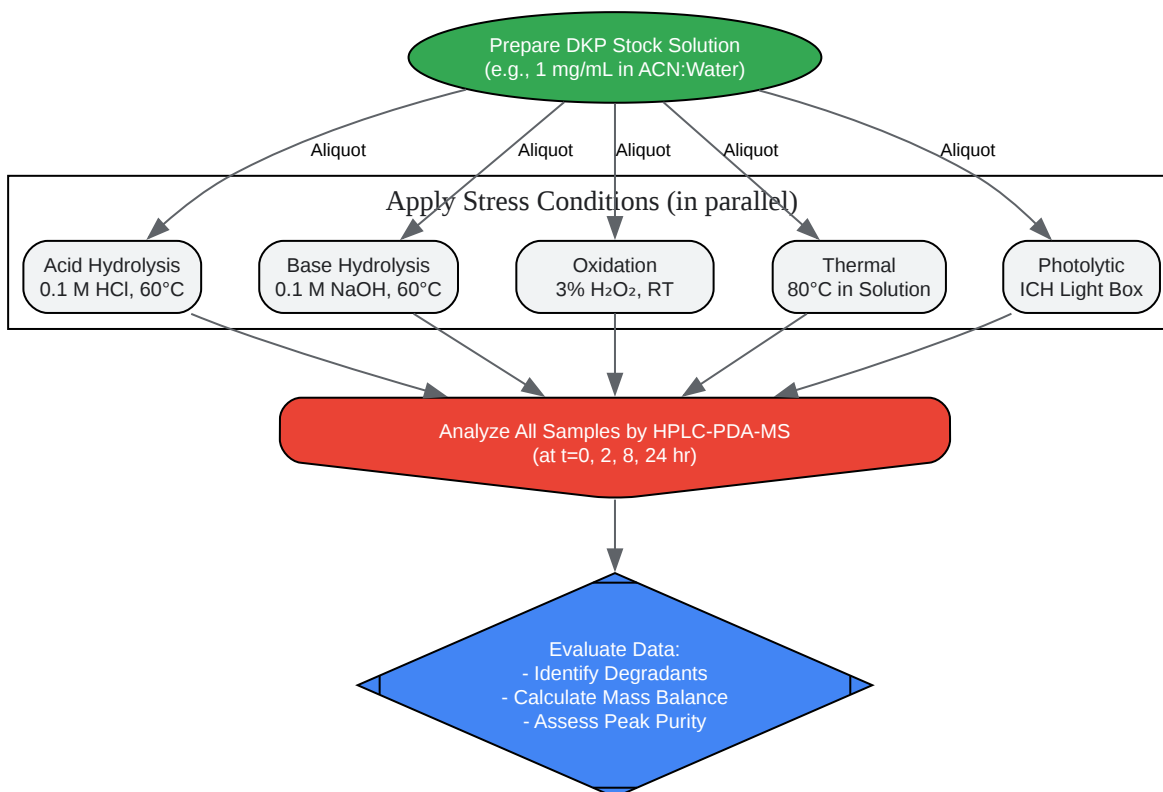 Prepare DKP Stock Solution
(e.g., 1 mg/mL in ACN:Water)
Aliquot
Aliquot
Aliquot
Aliquot
Aliquot
Apply Stress Conditions (in parallel)
Acid Hydrolysis
0.1 M HCl, 60°C
Base Hydrolysis
0.1 M NaOH, 60°C
Oxidation
3% H₂O₂, RT
Thermal
80°C in Solution
Photolytic
ICH Light Box
Analyze All Samples by HPLC-PDA-MS
(at t=0, 2, 8, 24 hr)
Evaluate Data:
- Identify Degradants
- Calculate Mass Balance
- Assess Peak Purity